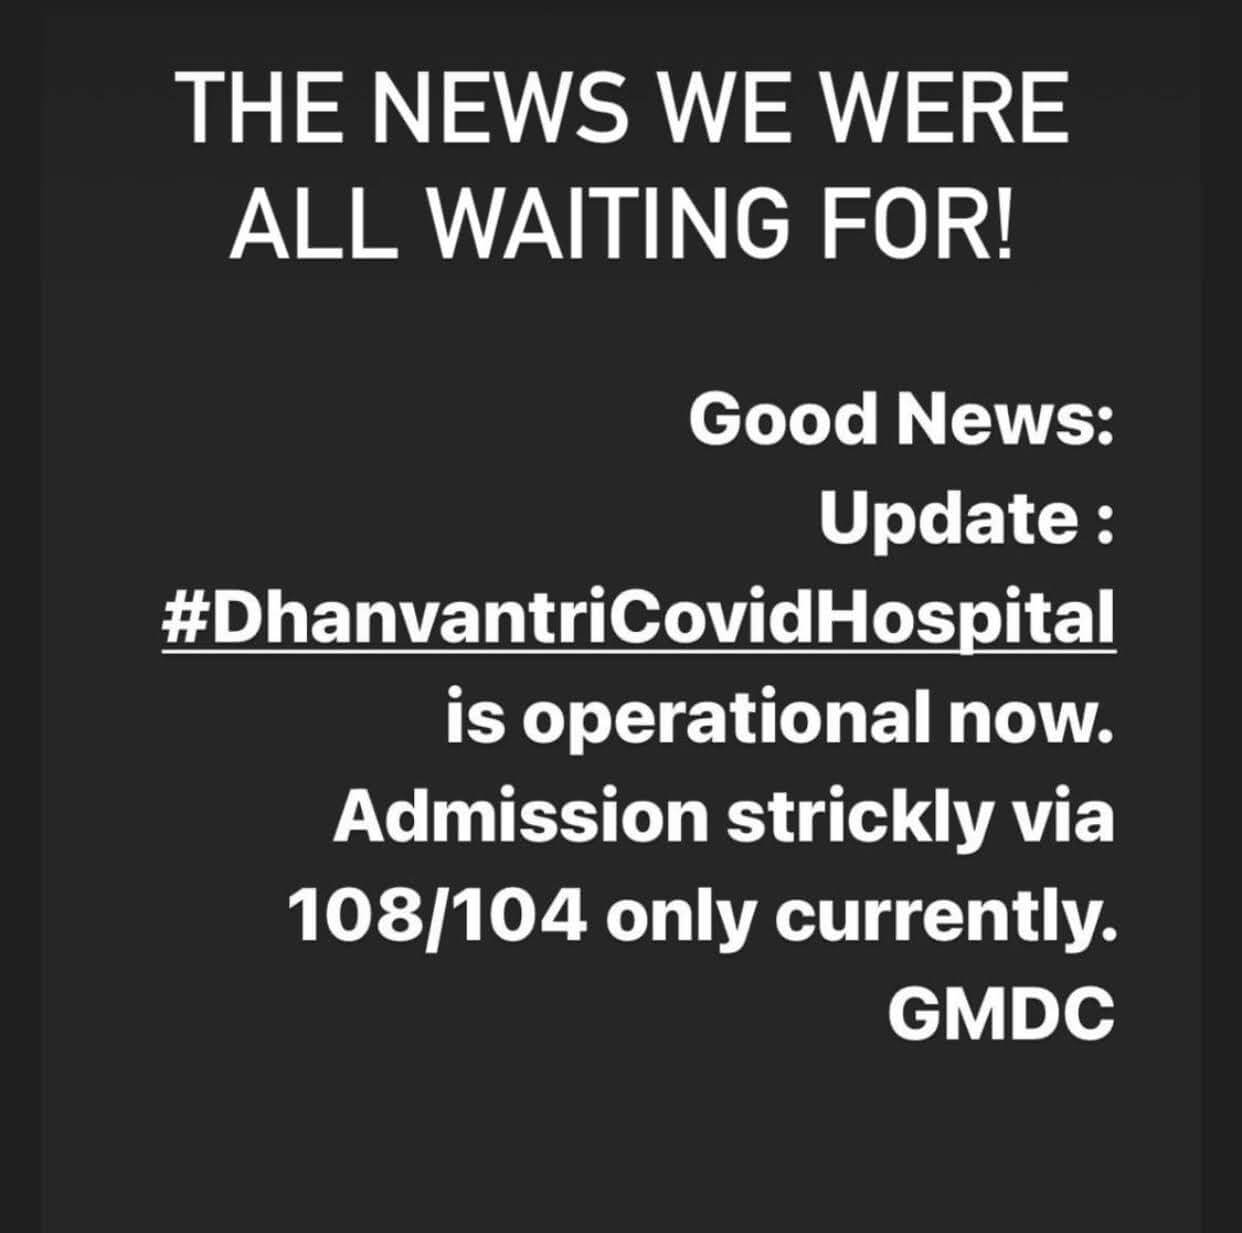 THE NEWS WE WERE
ALL WAITING FOR!
Good News:
Update :
#DhanvantriCovidHospital
is operational now.
Admission strickly via
108/104 only currently.
GMDC